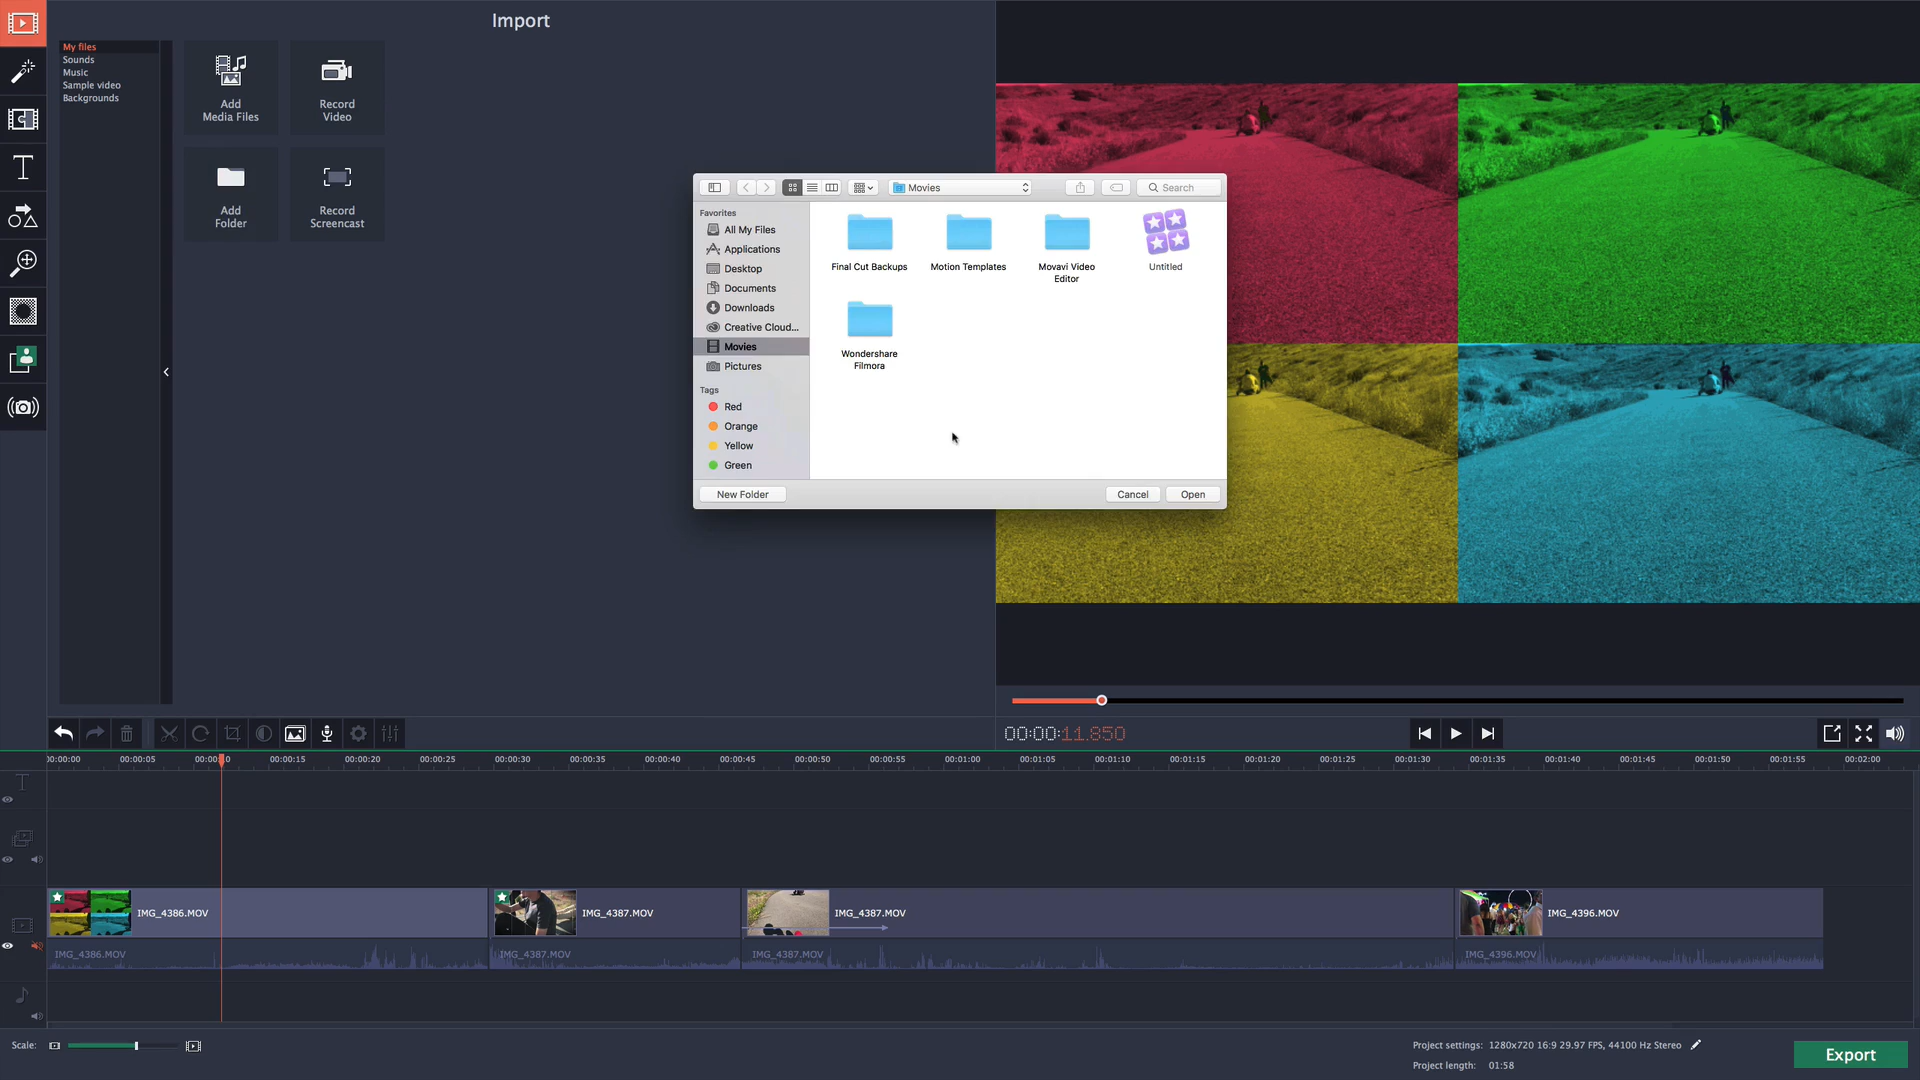 Import
My files
Sounds
Music
Sample video
Backgrounds
Add
Media Files
Record
Video
Add
Folder
Record
Screencast
Movies
Search
Favorites
All My Files
Applications
Desktop
Documents
Downloads
Creative Cloud...
Movies
Pictures
Tags
Red
Orange
Yellow
Green
Final Cut Backups
Motion Templates
Movavi Video
Editor
Untitled
Wondershare
Filmora
New Folder
Cancel
Open
00:00:11.850
00:00:05
00:00:15
00:00:20
00:00:25
00:00:30
00:00:35
00:00:40
00:00:45
00:00:50
00:00:55
00:01:00
00:01:05
00:01:10
00:01:15
00:01:20
00:01:25
00:01:30
00:01:35
00:01:40
00:01:45
00:01:50
00:01:55
00:02:00
IMG_4386.MOV
IMG_4387.MOV
IMG_4387.MOV
IMG_4396.MOV
IMG_4386.MOV
IMG_4387.MOV
IMG_4387.MOV
IMG_4396.MOV
Scale:
Project settings: 1280x720 16:9 29.97 FPS, 44100 Hz Stereo
Project length: 01:58
Export